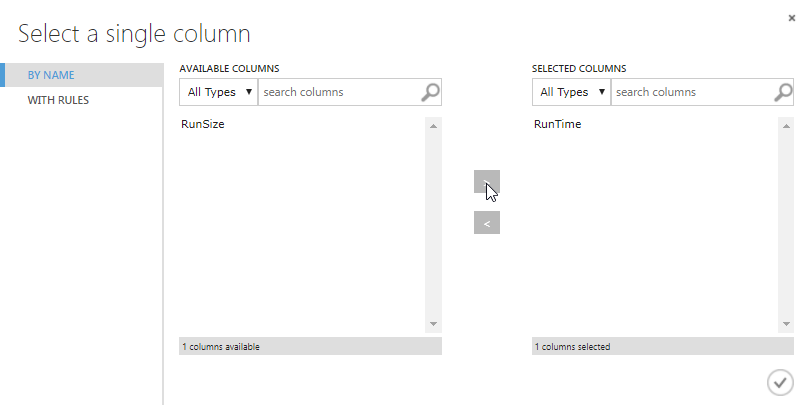 Select a single column
BY NAME
WITH RULES
AVAILABLE COLUMNS
All Types
search columns
RunSize
1 columns available
>
<
SELECTED COLUMNS
All Types
search columns
RunTime
1 columns selected